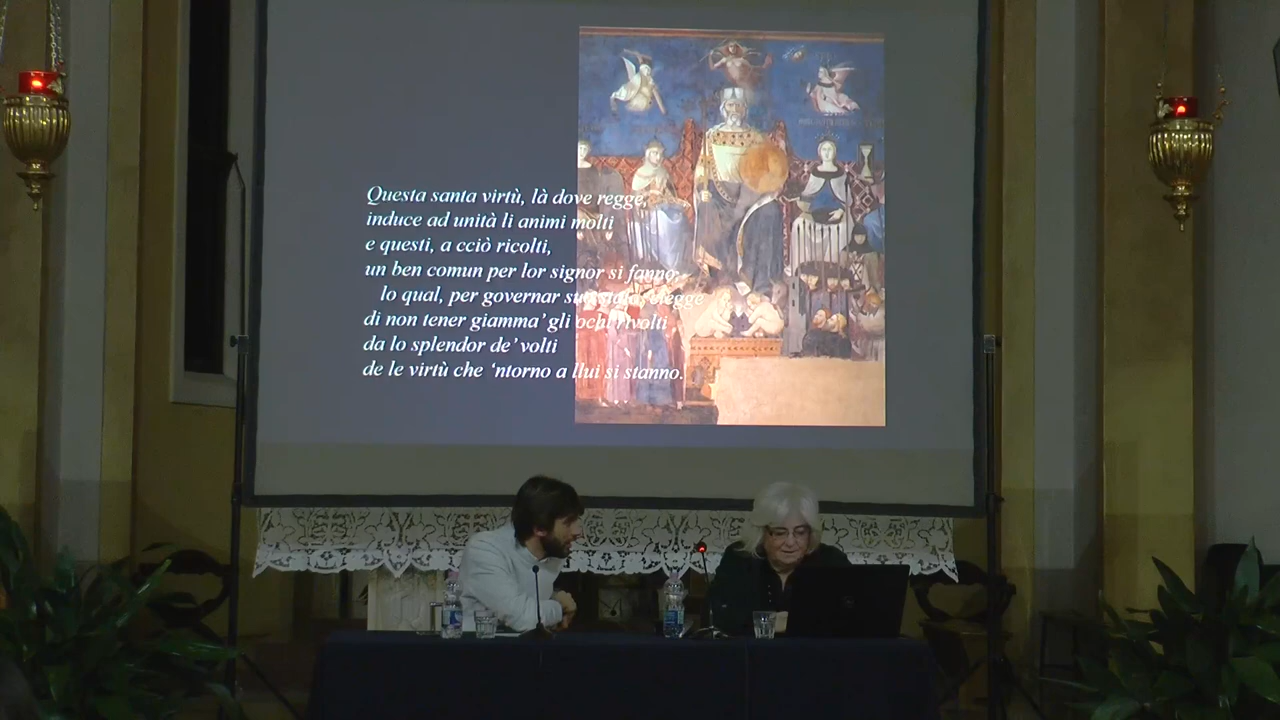 Questa santa virtù, là dove regge,
induce ad unità li animi molti
e questi, a cciò ricolti,
un ben comun per lor signor si fanno;
lo qual, per governar suo stato, elegge
di non tener giamma’ gli ochi rivolti
da lo splendor de’ volti
de le virtù che ‘ntorno a llui si stanno.